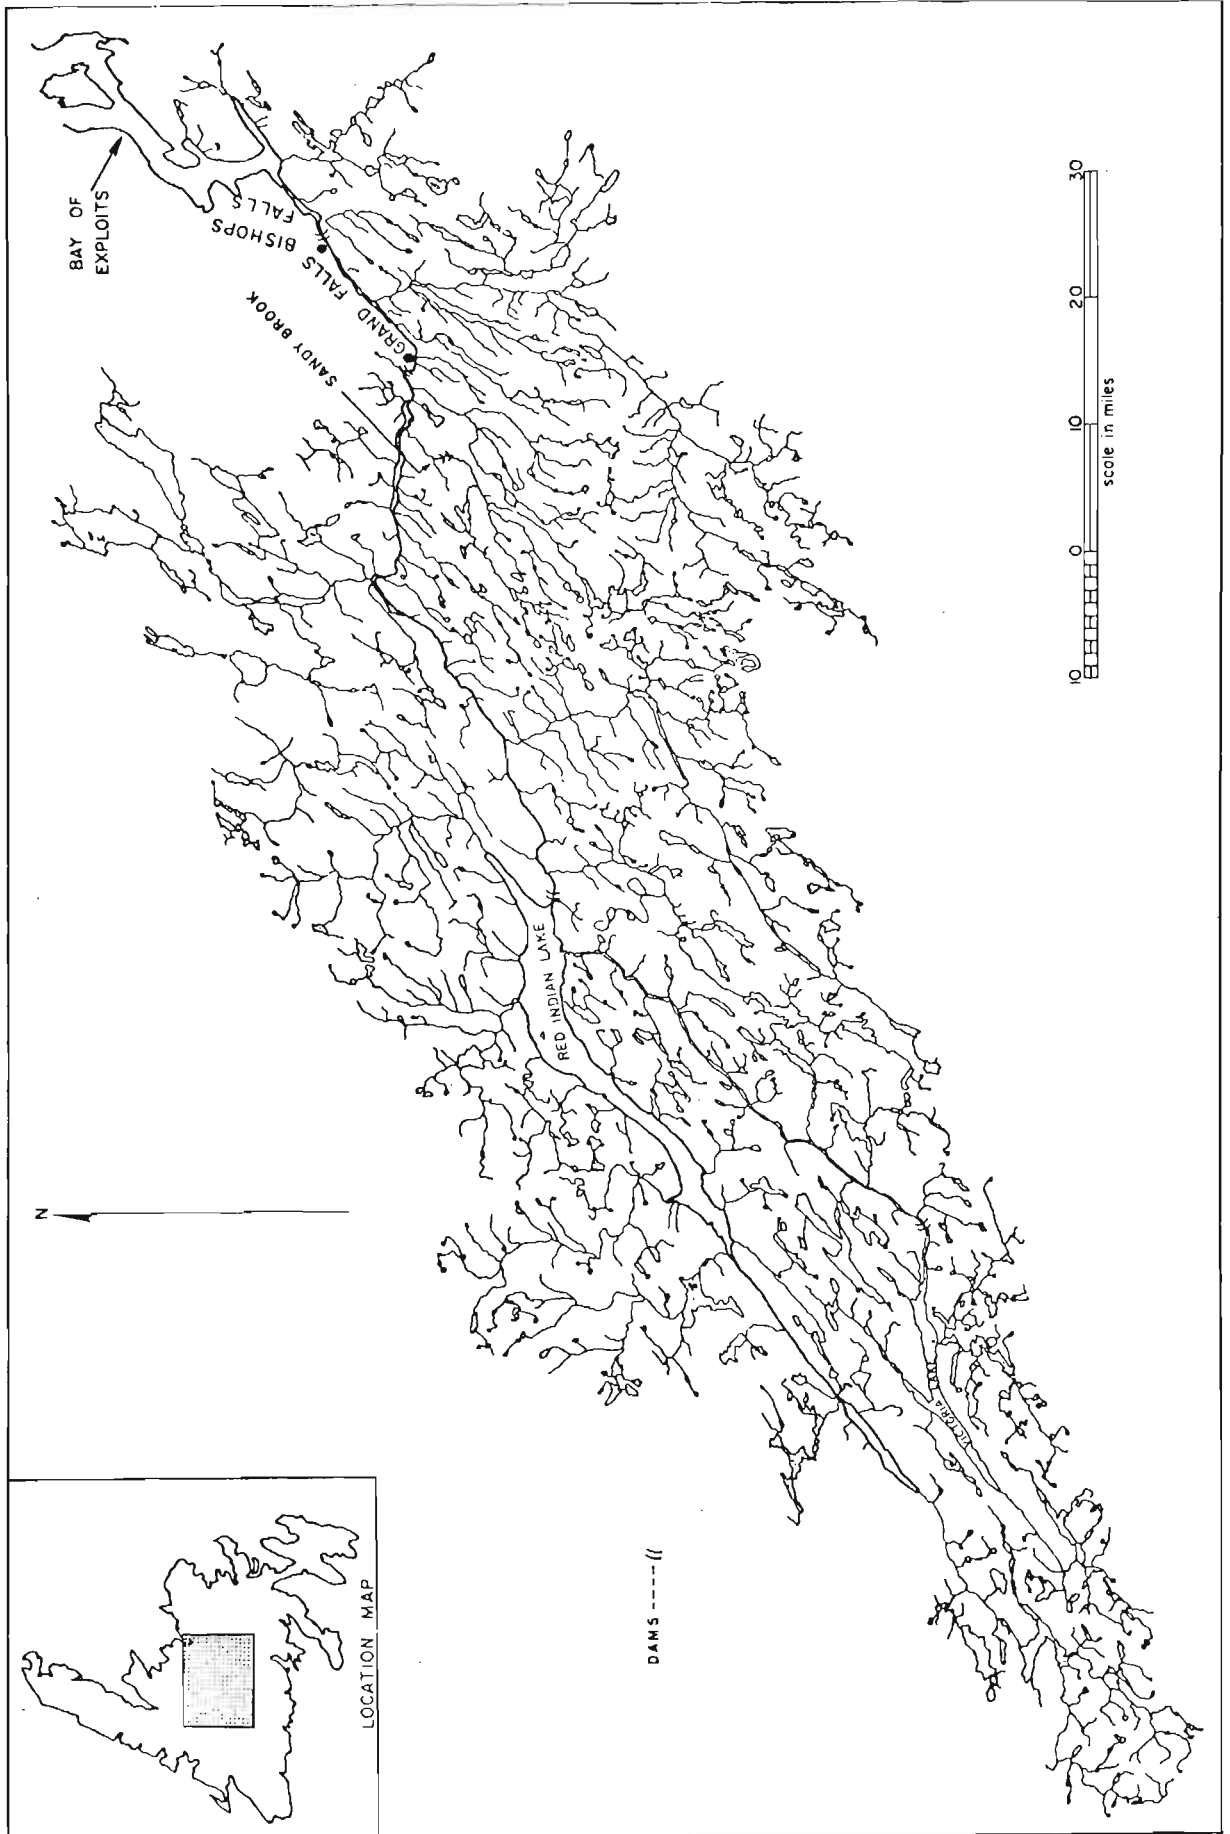 BAY OF
EXPLOITS
BISHOPS
FALLS
GRAND FALLS
SANDY BROOK
RED INDIAN LAKE
VICTORIA
N
10 0 10 20 30
scale in miles
DAMS -----((
LOCATION MAP